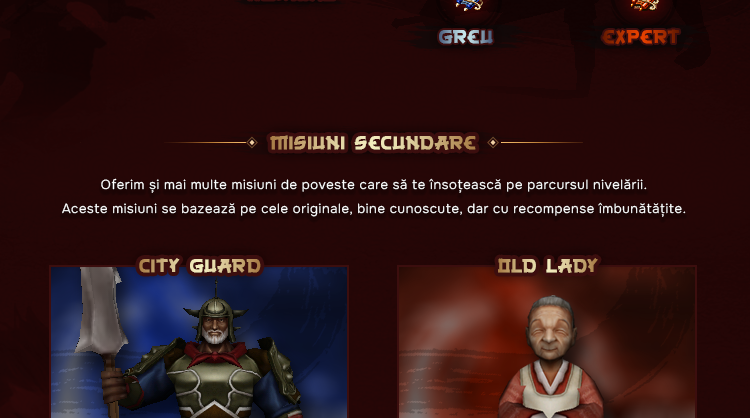 GREU EXPERT
MISIUNI SECUNDARE
Oferim și mai multe misiuni de poveste care să te însoțească pe parcursul nivelării.
Aceste misiuni se bazează pe cele originale, bine cunoscute, dar cu recompense îmbunătățite.
CITY GUARD OLD LADY